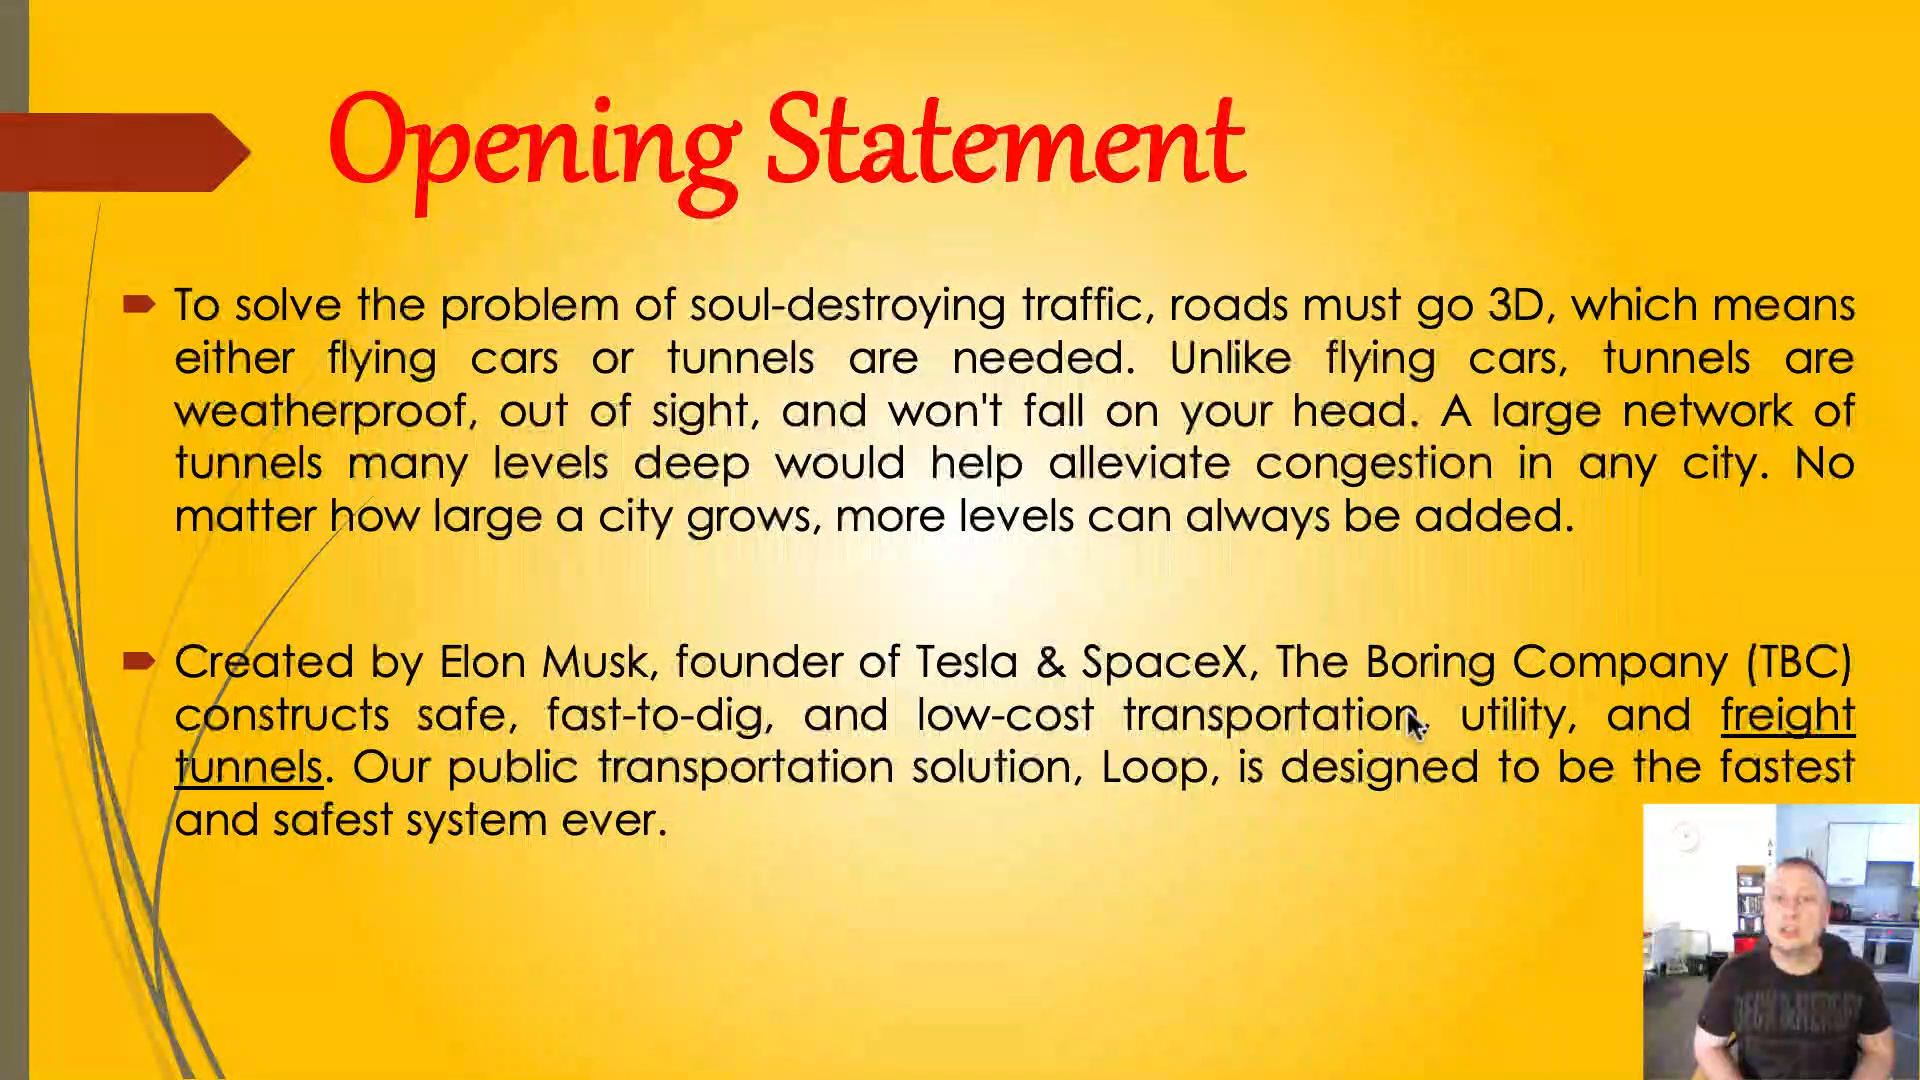 Opening Statement
To solve the problem of soul-destroying traffic, roads must go 3D, which means
either flying cars or tunnels are needed. Unlike flying cars, tunnels are
weatherproof, out of sight, and won't fall on your head. A large network of
tunnels many levels deep would help alleviate congestion in any city. No
matter how large a city grows, more levels can always be added.
Created by Elon Musk, founder of Tesla & SpaceX, The Boring Company (TBC)
constructs safe, fast-to-dig, and low-cost transportation, utility, and freight
tunnels. Our public transportation solution, Loop, is designed to be the fastest
and safest system ever.